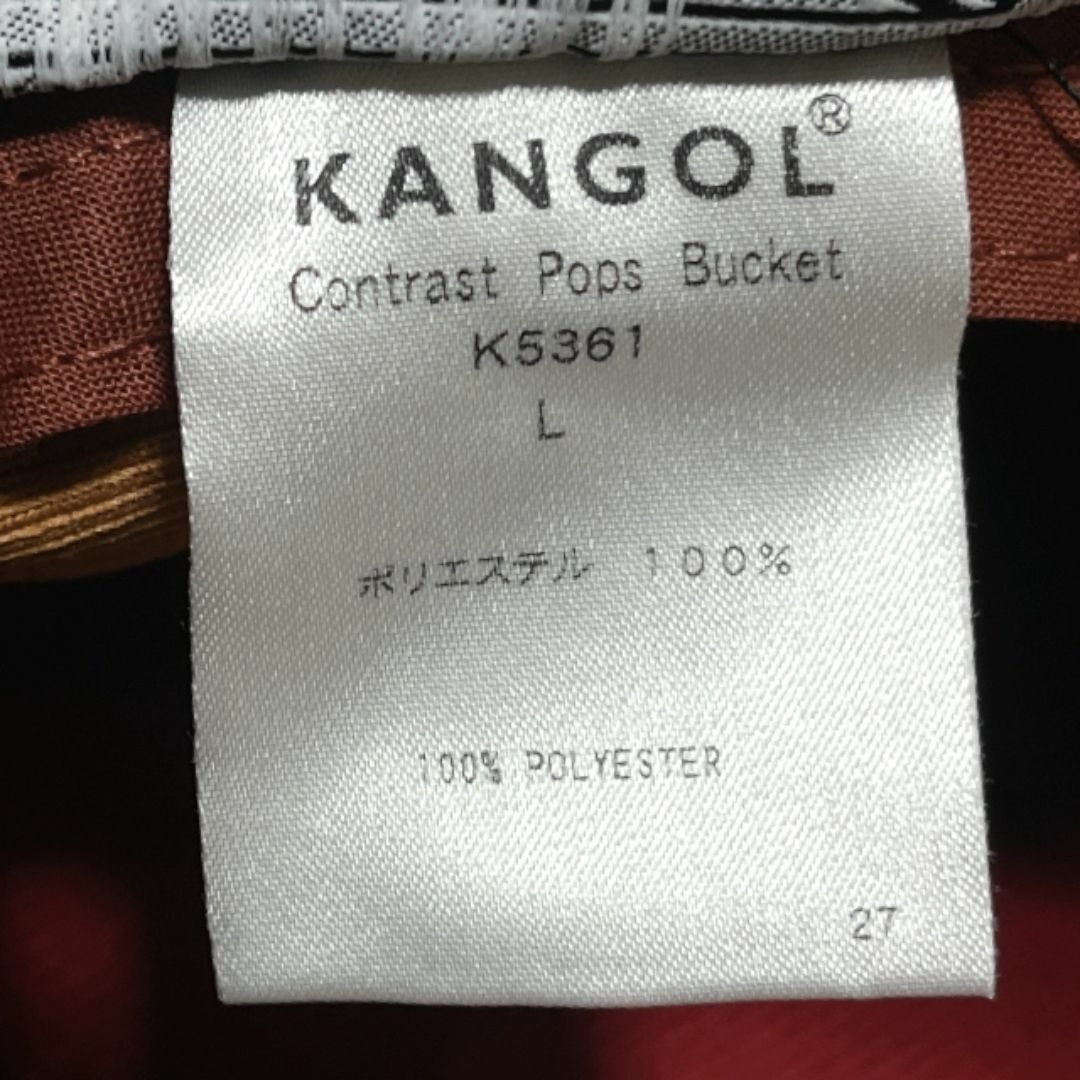 KANGOL®
Contrast Pops Bucket
K5361
L
ポリエステル 100%
100% POLYESTER
27